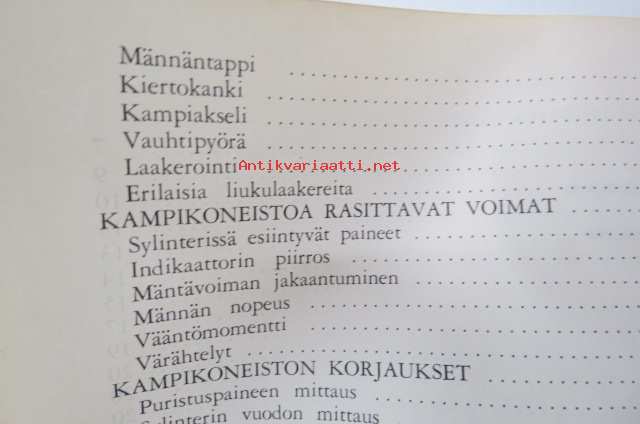 Männäntappi ..................
Kiertokanki ..................
Kampiakseli ..................
Vauhtipyörä ..................
Laakerointi
Antikvariaatti.net
Erilaisia liukulaakereita ..................
KAMPIKONEISTOA RASITTAVAT VOIMAT ......
Sylinterissä esiintyvät paineet ..................
Indikaattorin piirros ..................
Mäntävoiman jakaantuminen ..................
Männän nopeus ..................
Vääntömomentti ..................
Värähtelyt ..................
KAMPIKONEISTON KORJAUKSET ..................
Puristuspaineen mittaus ..................
Sylinterin vuodon mittaus ..................